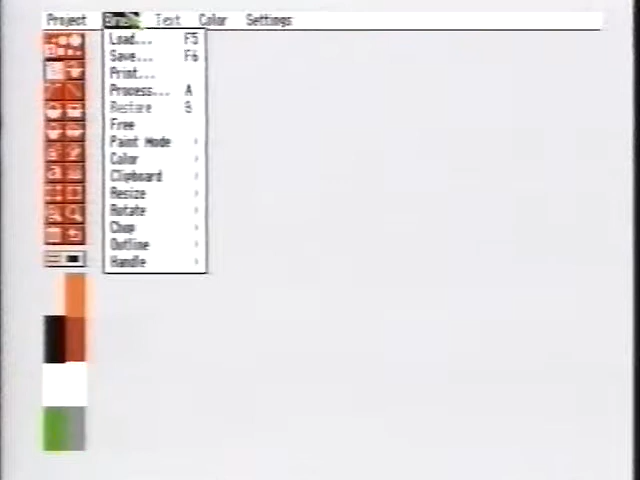 Project Brush Text Color Settings
Load... F5
Save... F6
Print...
Process... A
Restore S
Free
Paint Mode ›
Color ›
Clipboard ›
Resize ›
Rotate ›
Chop ›
Outline ›
Handle ›